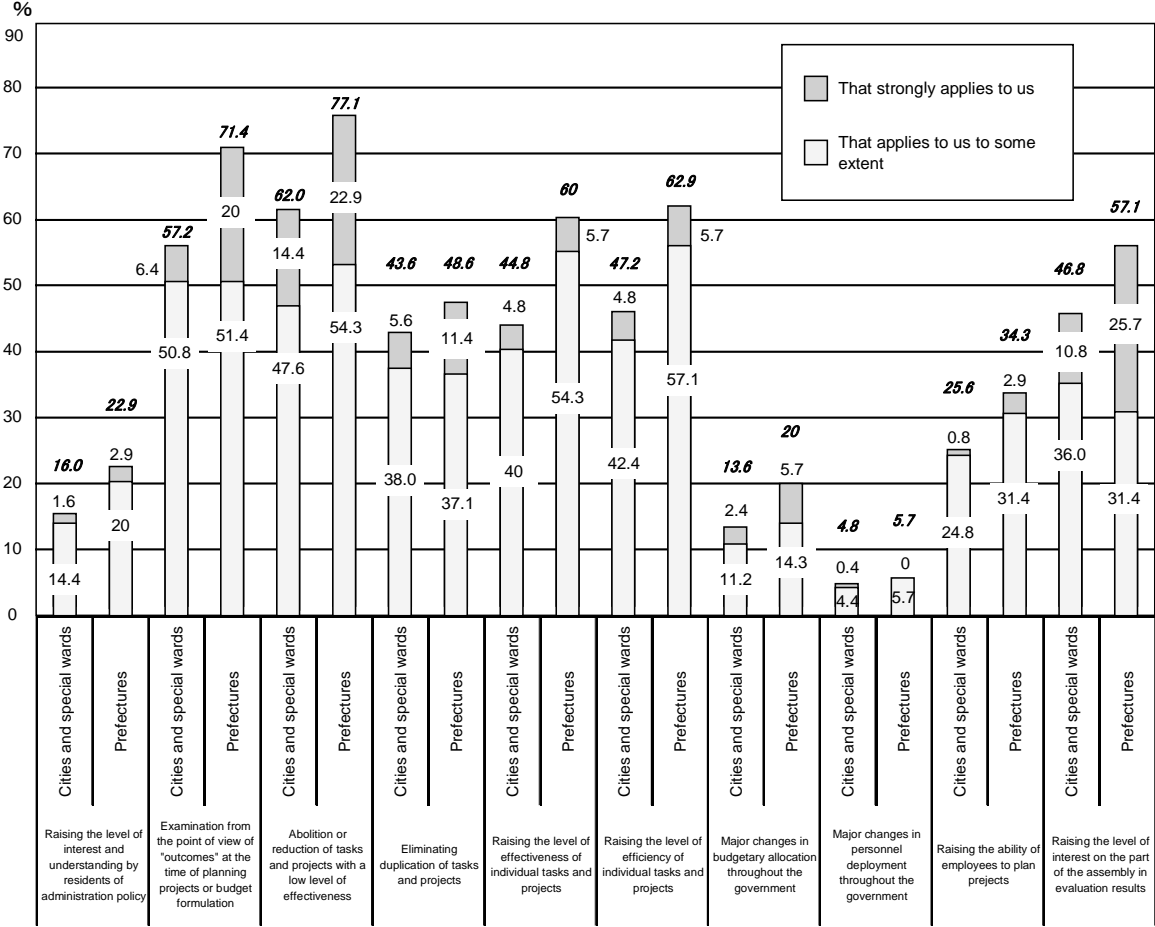 %
90
80
70
60
50
40
30
20
10
0
That strongly applies to us
That applies to us to some
extent
16.0
1.6
14.4
22.9
2.9
20
57.2
6.4
50.8
71.4
20
51.4
62.0
14.4
47.6
77.1
22.9
54.3
43.6
5.6
38.0
48.6
11.4
37.1
44.8
4.8
40
60
5.7
54.3
47.2
4.8
42.4
62.9
5.7
57.1
13.6
2.4
11.2
20
5.7
14.3
4.8
0.4
4.4
5.7
0
5.7
25.6
0.8
24.8
34.3
2.9
31.4
46.8
10.8
36.0
57.1
25.7
31.4
Cities and special wards
Prefectures
Cities and special wards
Prefectures
Cities and special wards
Prefectures
Cities and special wards
Prefectures
Cities and special wards
Prefectures
Cities and special wards
Prefectures
Cities and special wards
Prefectures
Cities and special wards
Prefectures
Cities and special wards
Prefectures
Cities and special wards
Prefectures
Raising the level of
interest and
understanding by
residents of
administration policy
Examination from
the point of view of
"outcomes" at the
time of planning
projects or budget
formulation
Abolition or
reduction of tasks
and projects with a
low level of
effectiveness
Eliminating
duplication of tasks
and projects
Raising the level of
effectiveness of
individual tasks and
projects
Raising the level of
efficiency of
individual tasks and
projects
Major changes in
budgetary allocation
throughout the
government
Major changes in
personnel
deployment
throughout the
government
Raising the ability of
employees to plan
prejects
Raising the level of
interest on the part
of the assembly in
evaluation results